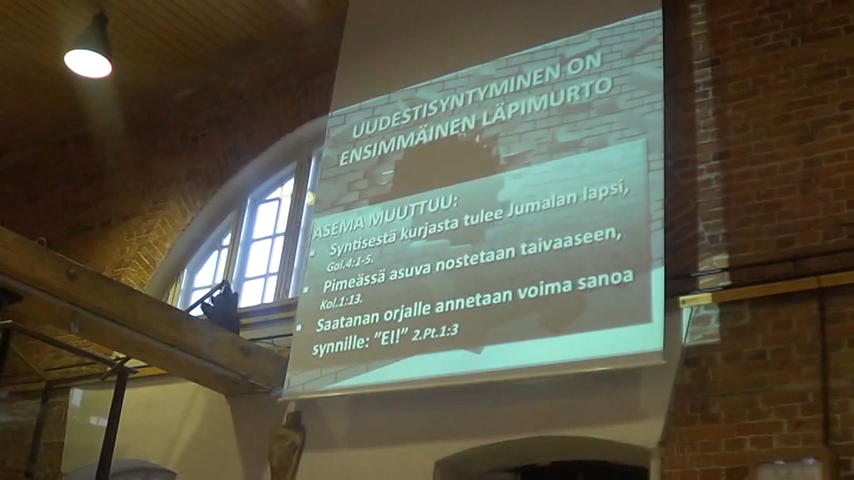 UUDESTISYNTYMINEN ON
ENSIMMÄINEN LÄPIMURTO
ASEMA MUUTTUU:
▪ Syntisestä kurjasta tulee Jumalan lapsi,
Gal.4:1-5.
▪ Pimeässä asuva nostetaan taivaaseen,
Kol.1:13.
▪ Saatanan orjalle annetaan voima sanoa
synnille: ”EI!” 2.Pt.1:3